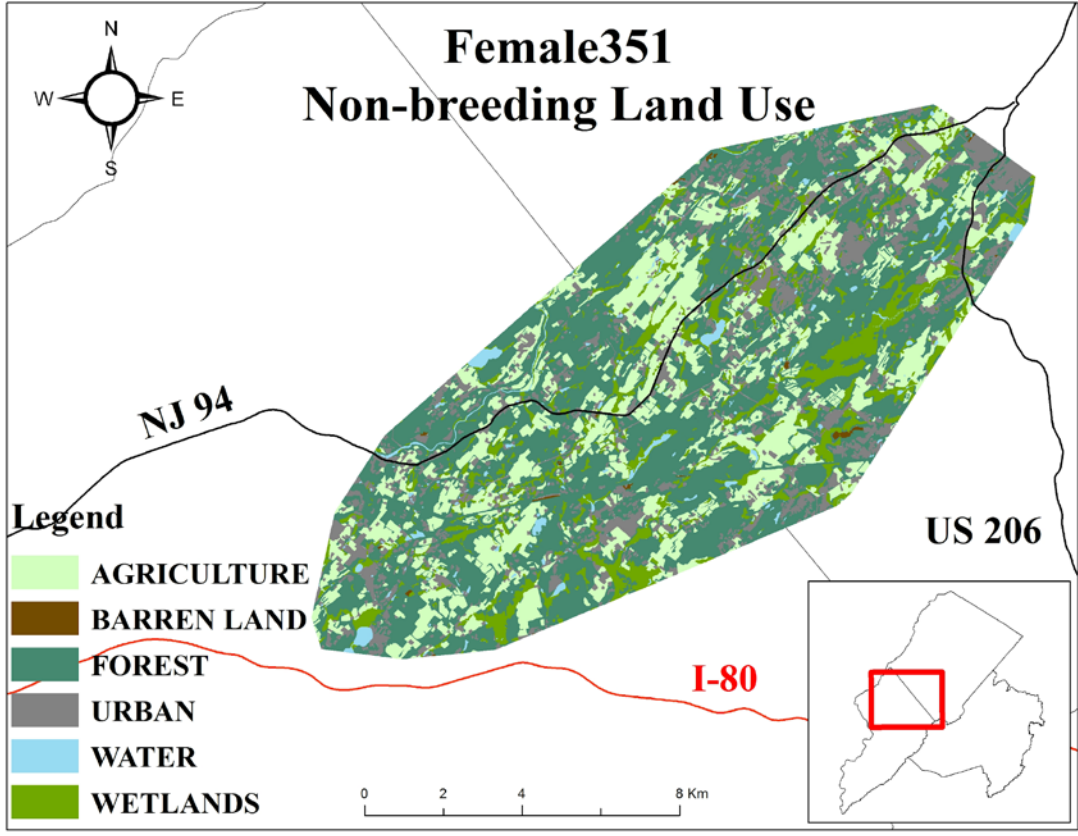 Female351
Non-breeding Land Use
N
W
E
S
NJ 94
US 206
I-80
Legend
AGRICULTURE
BARREN LAND
FOREST
URBAN
WATER
WETLANDS
0 2 4 8 Km